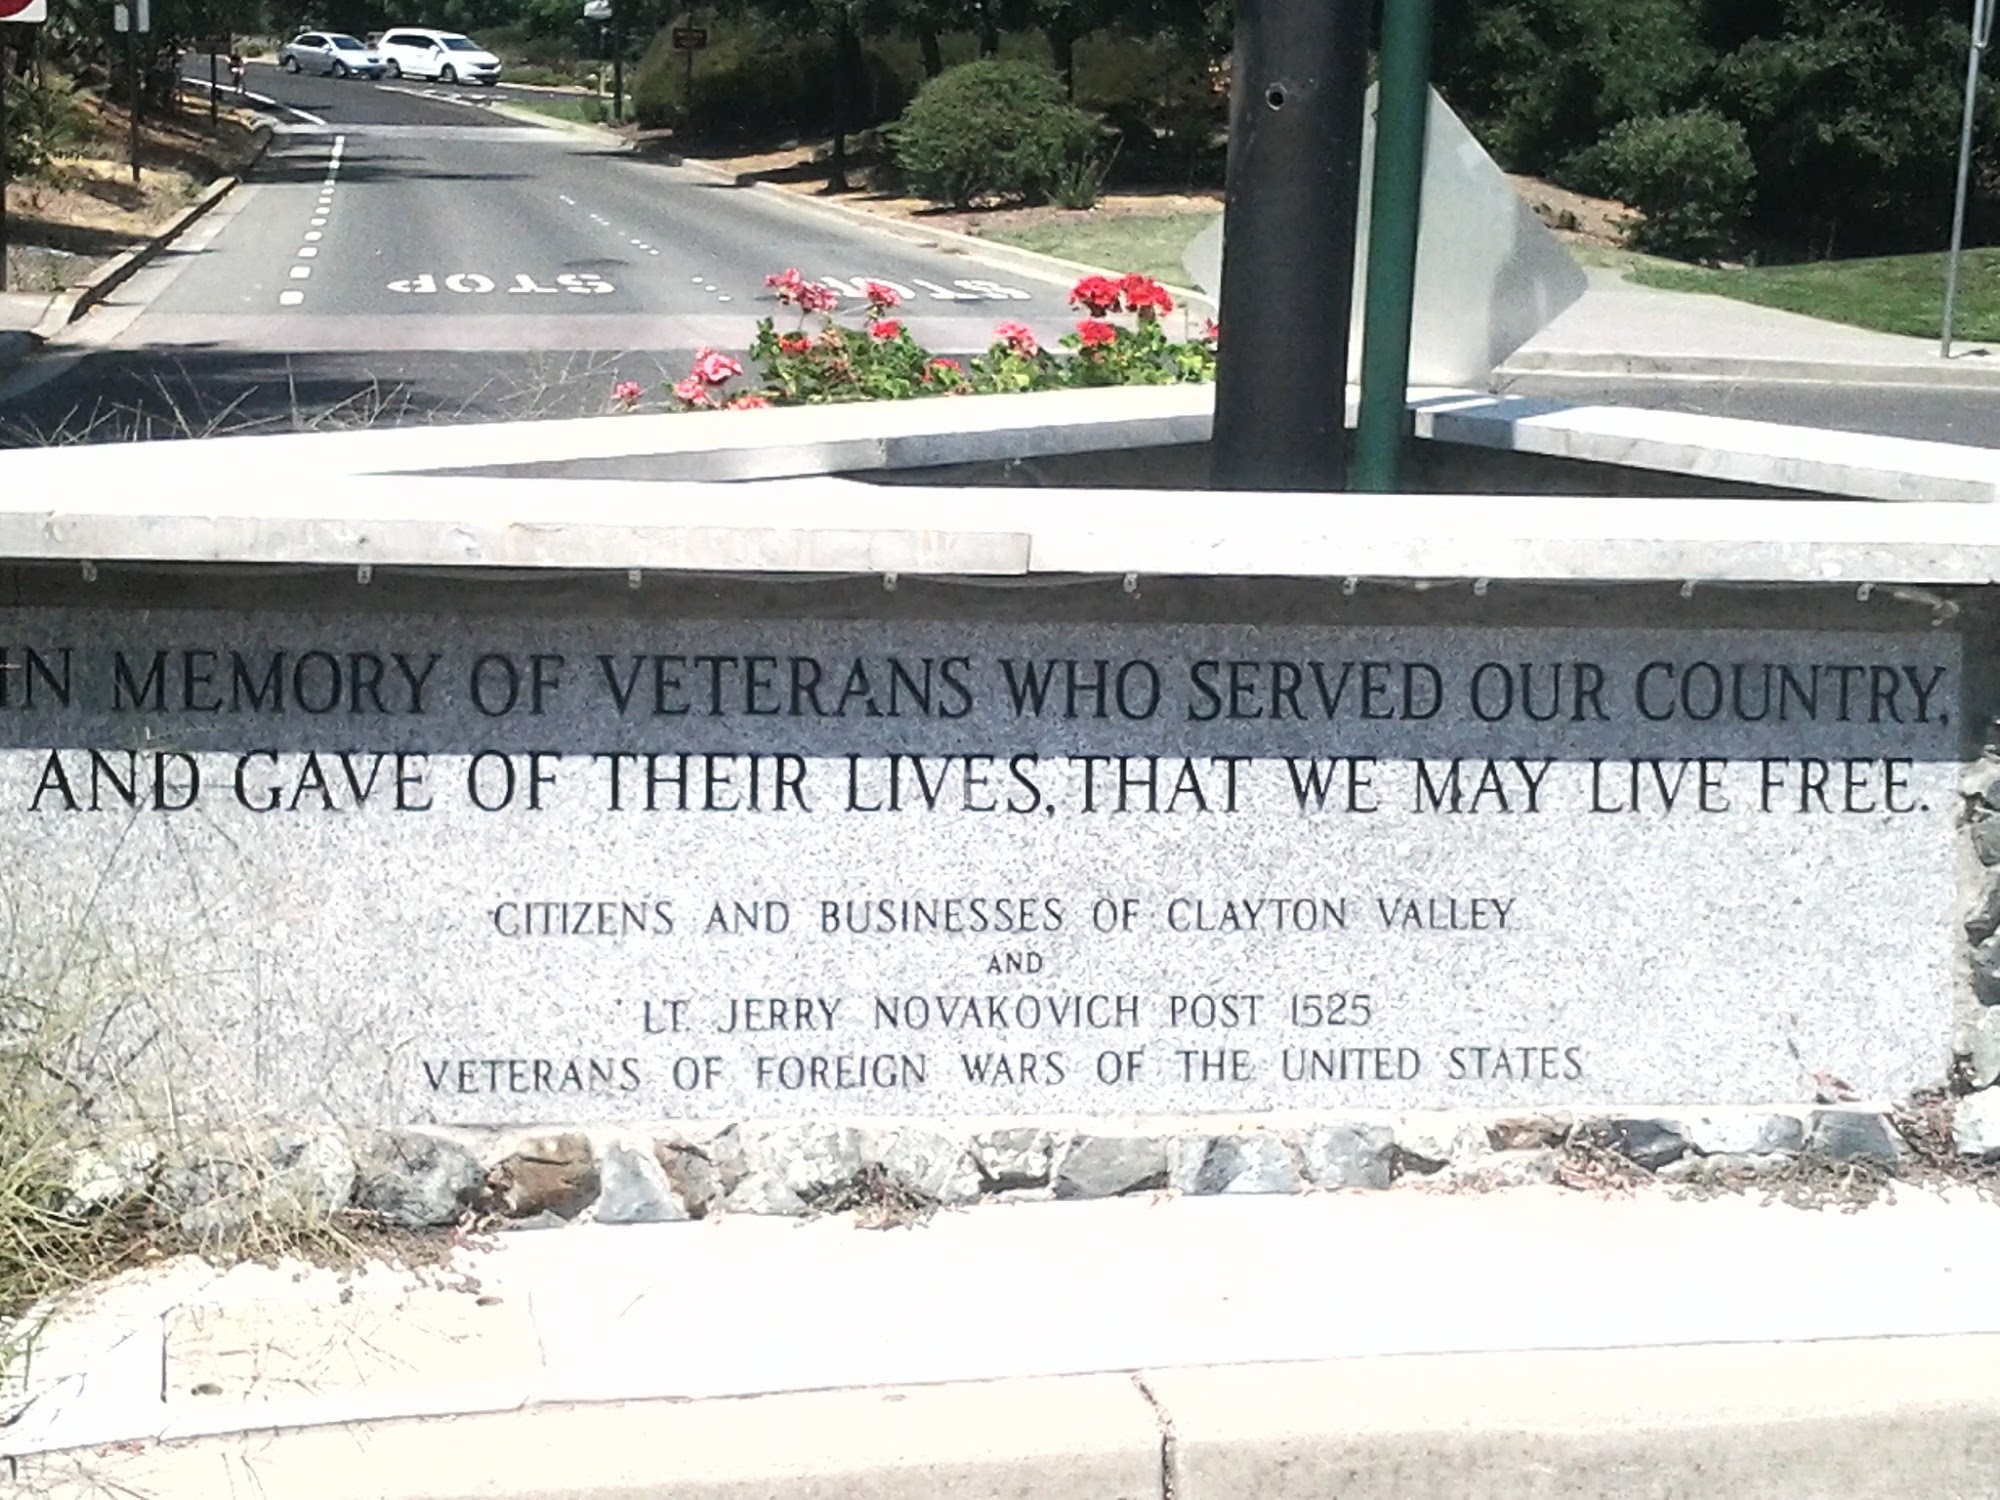 STOP STOP
IN MEMORY OF VETERANS WHO SERVED OUR COUNTRY,
AND GAVE OF THEIR LIVES, THAT WE MAY LIVE FREE.
CITIZENS AND BUSINESSES OF CLAYTON VALLEY
AND
LT. JERRY NOVAKOVICH POST 1525
VETERANS OF FOREIGN WARS OF THE UNITED STATES